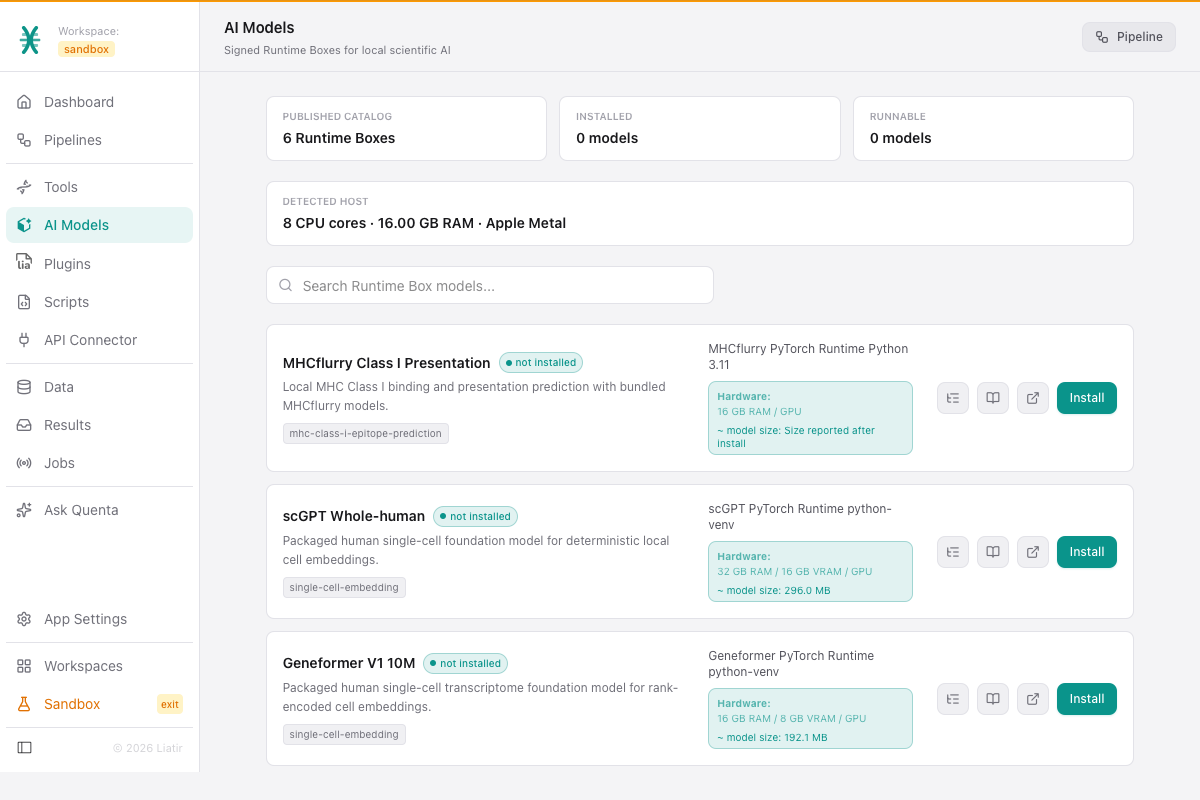 Workspace:
sandbox
AI Models
Signed Runtime Boxes for local scientific AI
Pipeline
Dashboard
Pipelines
Tools
AI Models
Plugins
Scripts
API Connector
Data
Results
Jobs
Ask Quenta
App Settings
Workspaces
Sandbox
exit
© 2026 Liatir
PUBLISHED CATALOG
6 Runtime Boxes
INSTALLED
0 models
RUNNABLE
0 models
DETECTED HOST
8 CPU cores · 16.00 GB RAM · Apple Metal
Search Runtime Box models...
MHCflurry Class I Presentation
not installed
Local MHC Class I binding and presentation prediction with bundled
MHCflurry models.
mhc-class-i-epitope-prediction
MHCflurry PyTorch Runtime Python
3.11
Hardware:
16 GB RAM / GPU
~ model size: Size reported after
install
Install
scGPT Whole-human
not installed
Packaged human single-cell foundation model for deterministic local
cell embeddings.
single-cell-embedding
scGPT PyTorch Runtime python-
venv
Hardware:
32 GB RAM / 16 GB VRAM / GPU
~ model size: 296.0 MB
Install
Geneformer V1 10M
not installed
Packaged human single-cell transcriptome foundation model for rank-
encoded cell embeddings.
single-cell-embedding
Geneformer PyTorch Runtime
python-venv
Hardware:
16 GB RAM / 8 GB VRAM / GPU
~ model size: 192.1 MB
Install